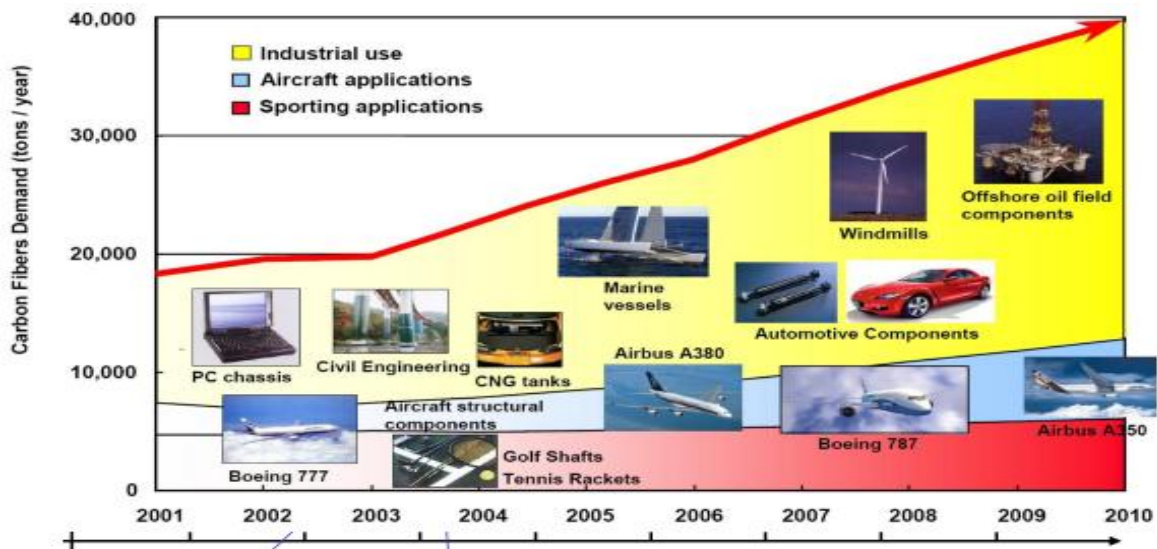 40,000
30,000
20,000
10,000
0
Carbon Fibers Demand (tons / year)
Industrial use
Aircraft applications
Sporting applications
Offshore oil field
components
Windmills
Marine
vessels
Automotive Components
PC chassis
Civil Engineering
CNG tanks
Airbus A380
Aircraft structural
components
Boeing 777
Golf Shafts
Tennis Rackets
Boeing 787
Airbus A350
2001 2002 2003 2004 2005 2006 2007 2008 2009 2010